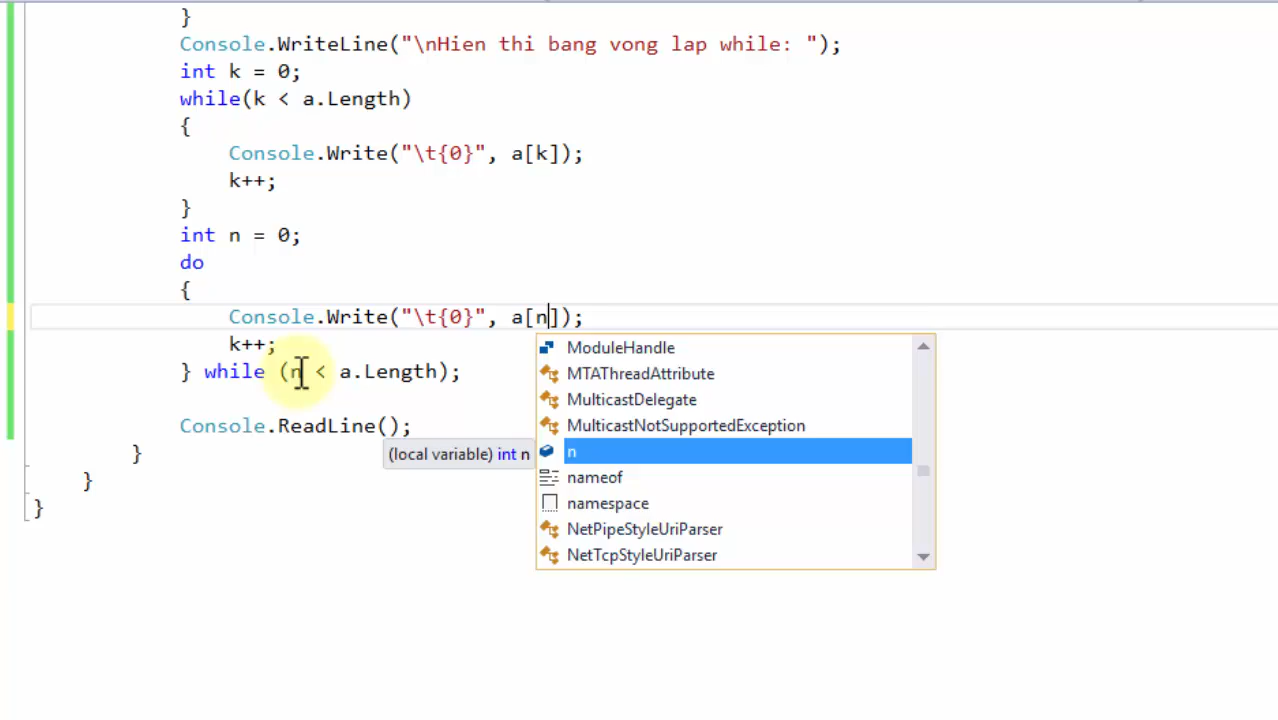 }
Console.WriteLine("\nHien thi bang vong lap while: ");
int k = 0;
while(k < a.Length)
{
Console.Write("\t{0}", a[k]);
k++;
}
int n = 0;
do
{
Console.Write("\t{0}", a[n]);
k++;
} while (n < a.Length);
Console.ReadLine();
}
}
}
(local variable) int n
ModuleHandle
MTAThreadAttribute
MulticastDelegate
MulticastNotSupportedException
n
nameof
namespace
NetPipeStyleUriParser
NetTcpStyleUriParser